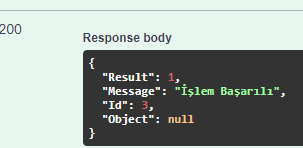 200
Response body
{
"Result": 1,
"Message": "İşlem Başarılı",
"Id": 3,
"Object": null
}